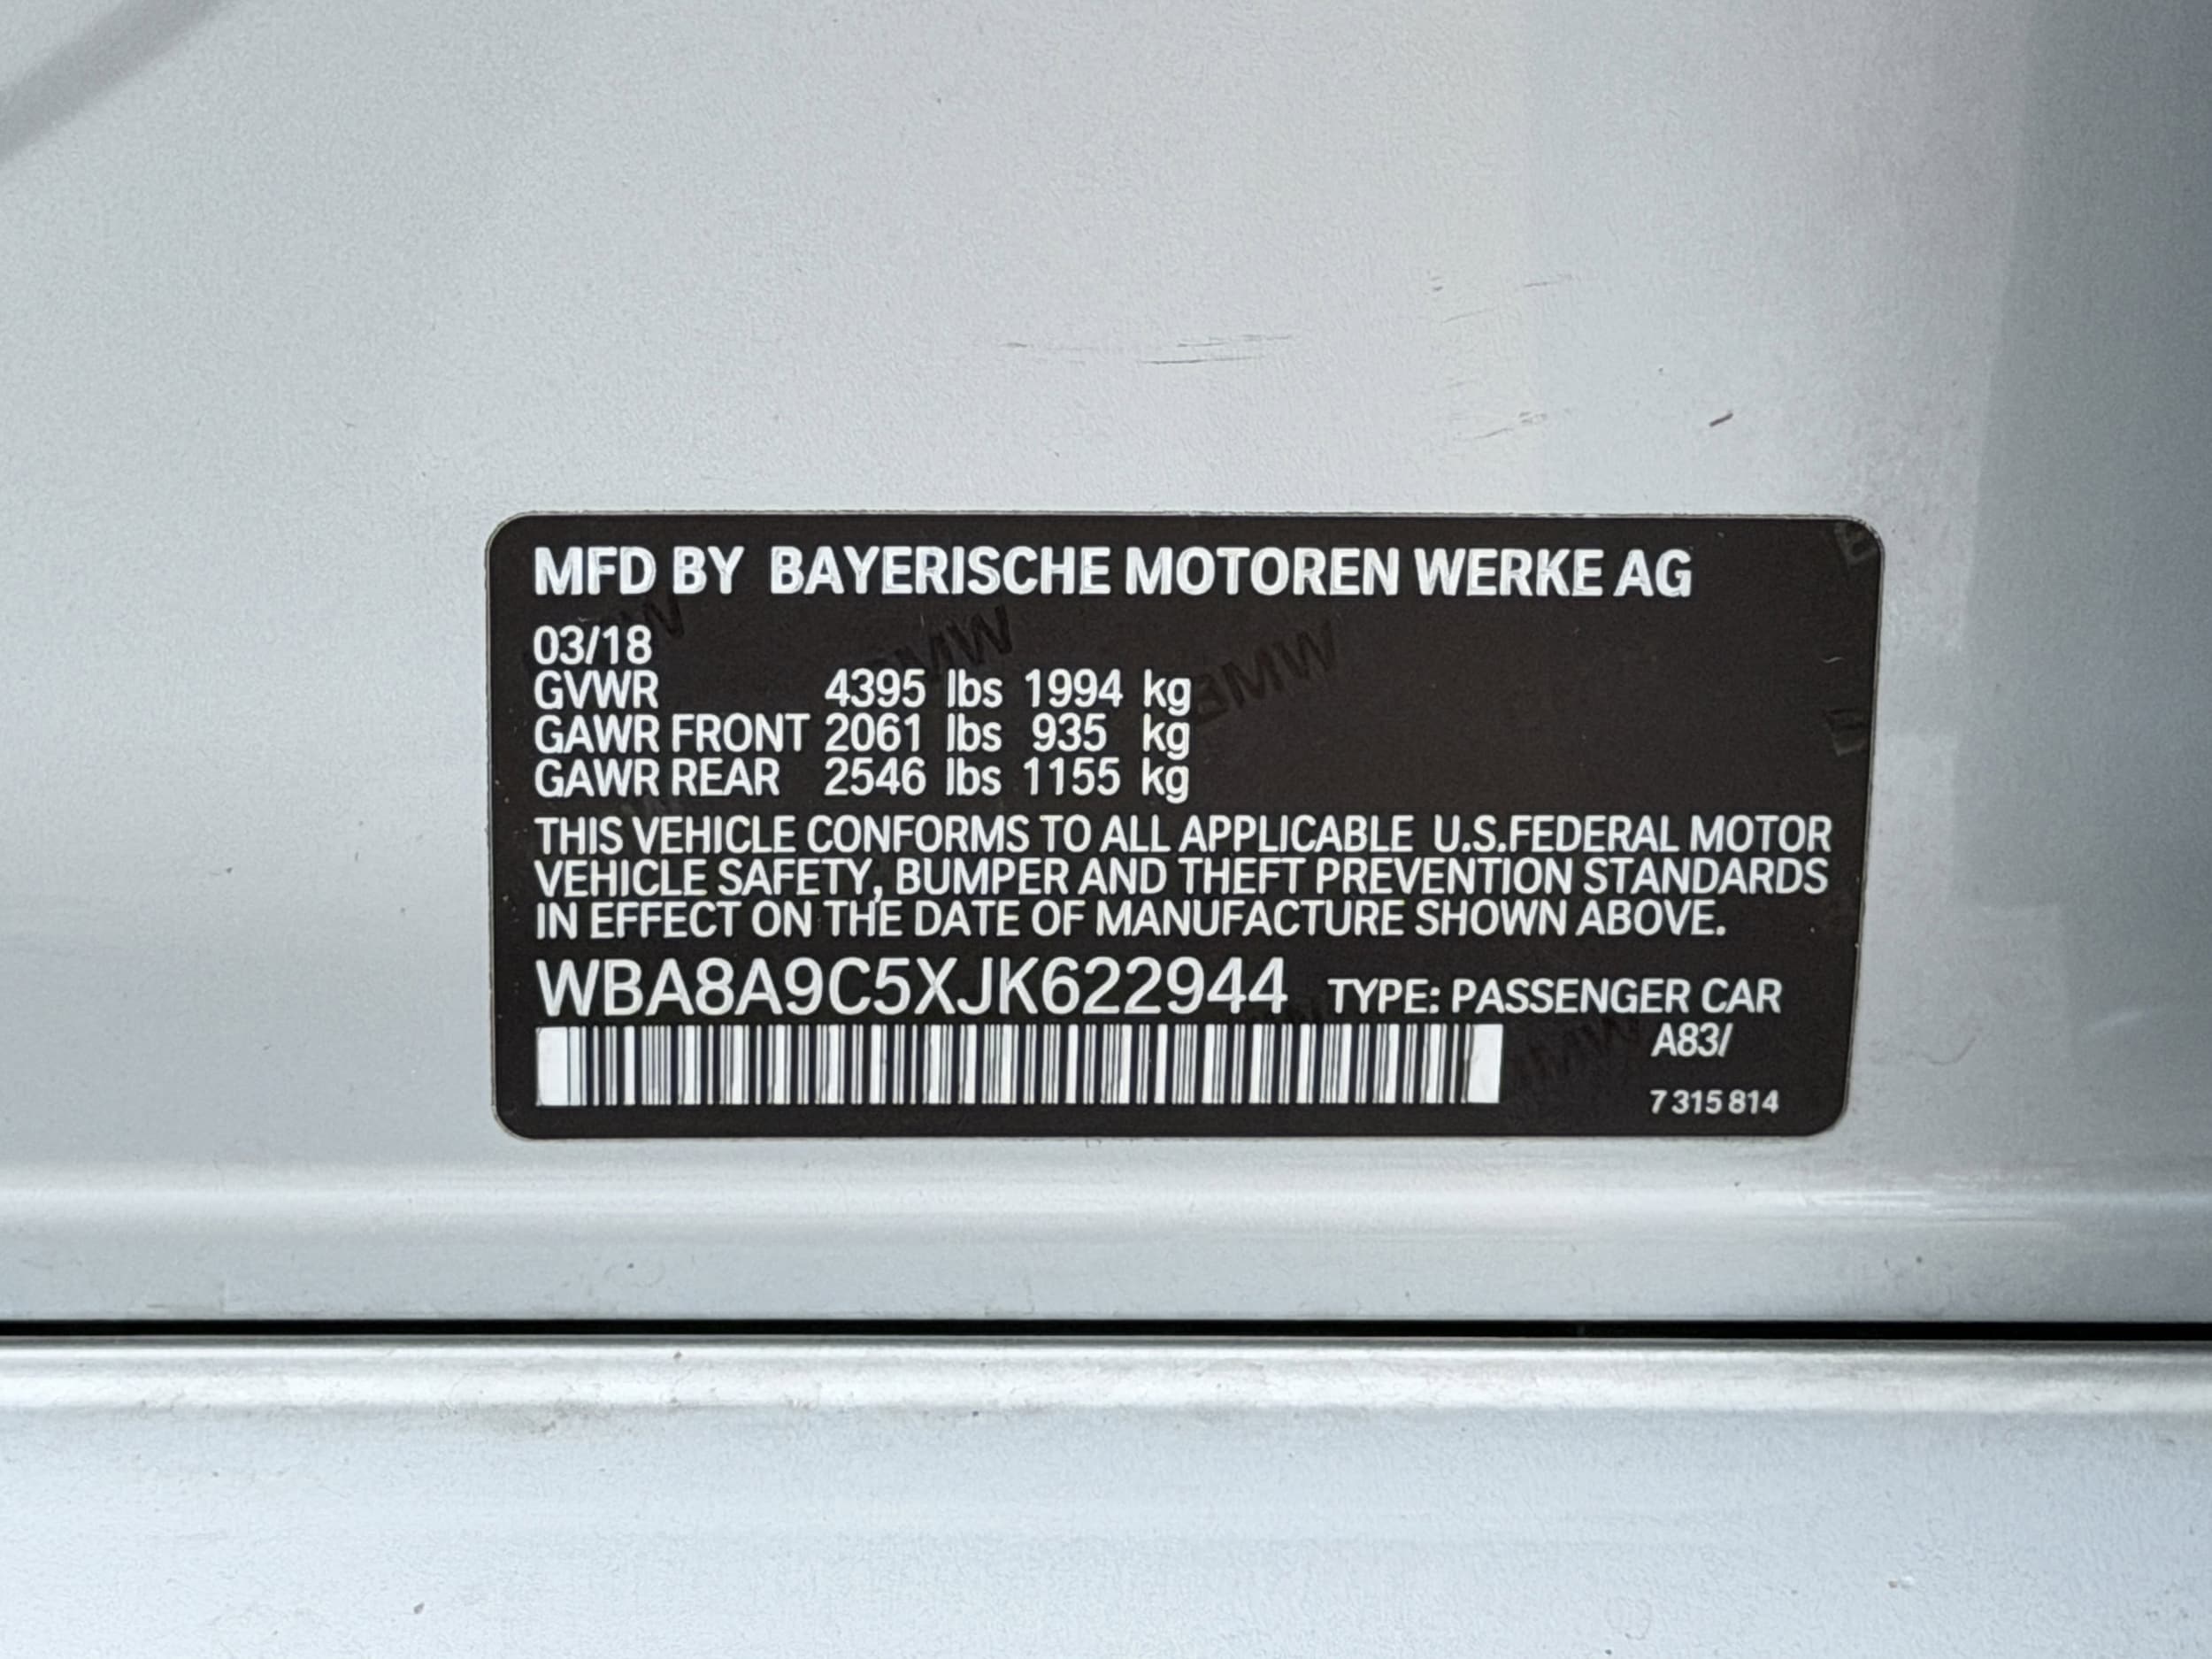 MFD BY BAYERISCHE MOTOREN WERKE AG
03/18
GVWR 4395 lbs 1994 kg
GAWR FRONT 2061 lbs 935 kg
GAWR REAR 2546 lbs 1155 kg
THIS VEHICLE CONFORMS TO ALL APPLICABLE U.S.FEDERAL MOTOR
VEHICLE SAFETY, BUMPER AND THEFT PREVENTION STANDARDS
IN EFFECT ON THE DATE OF MANUFACTURE SHOWN ABOVE.
WBA8A9C5XJK622944 TYPE: PASSENGER CAR
A83/
7 315 814